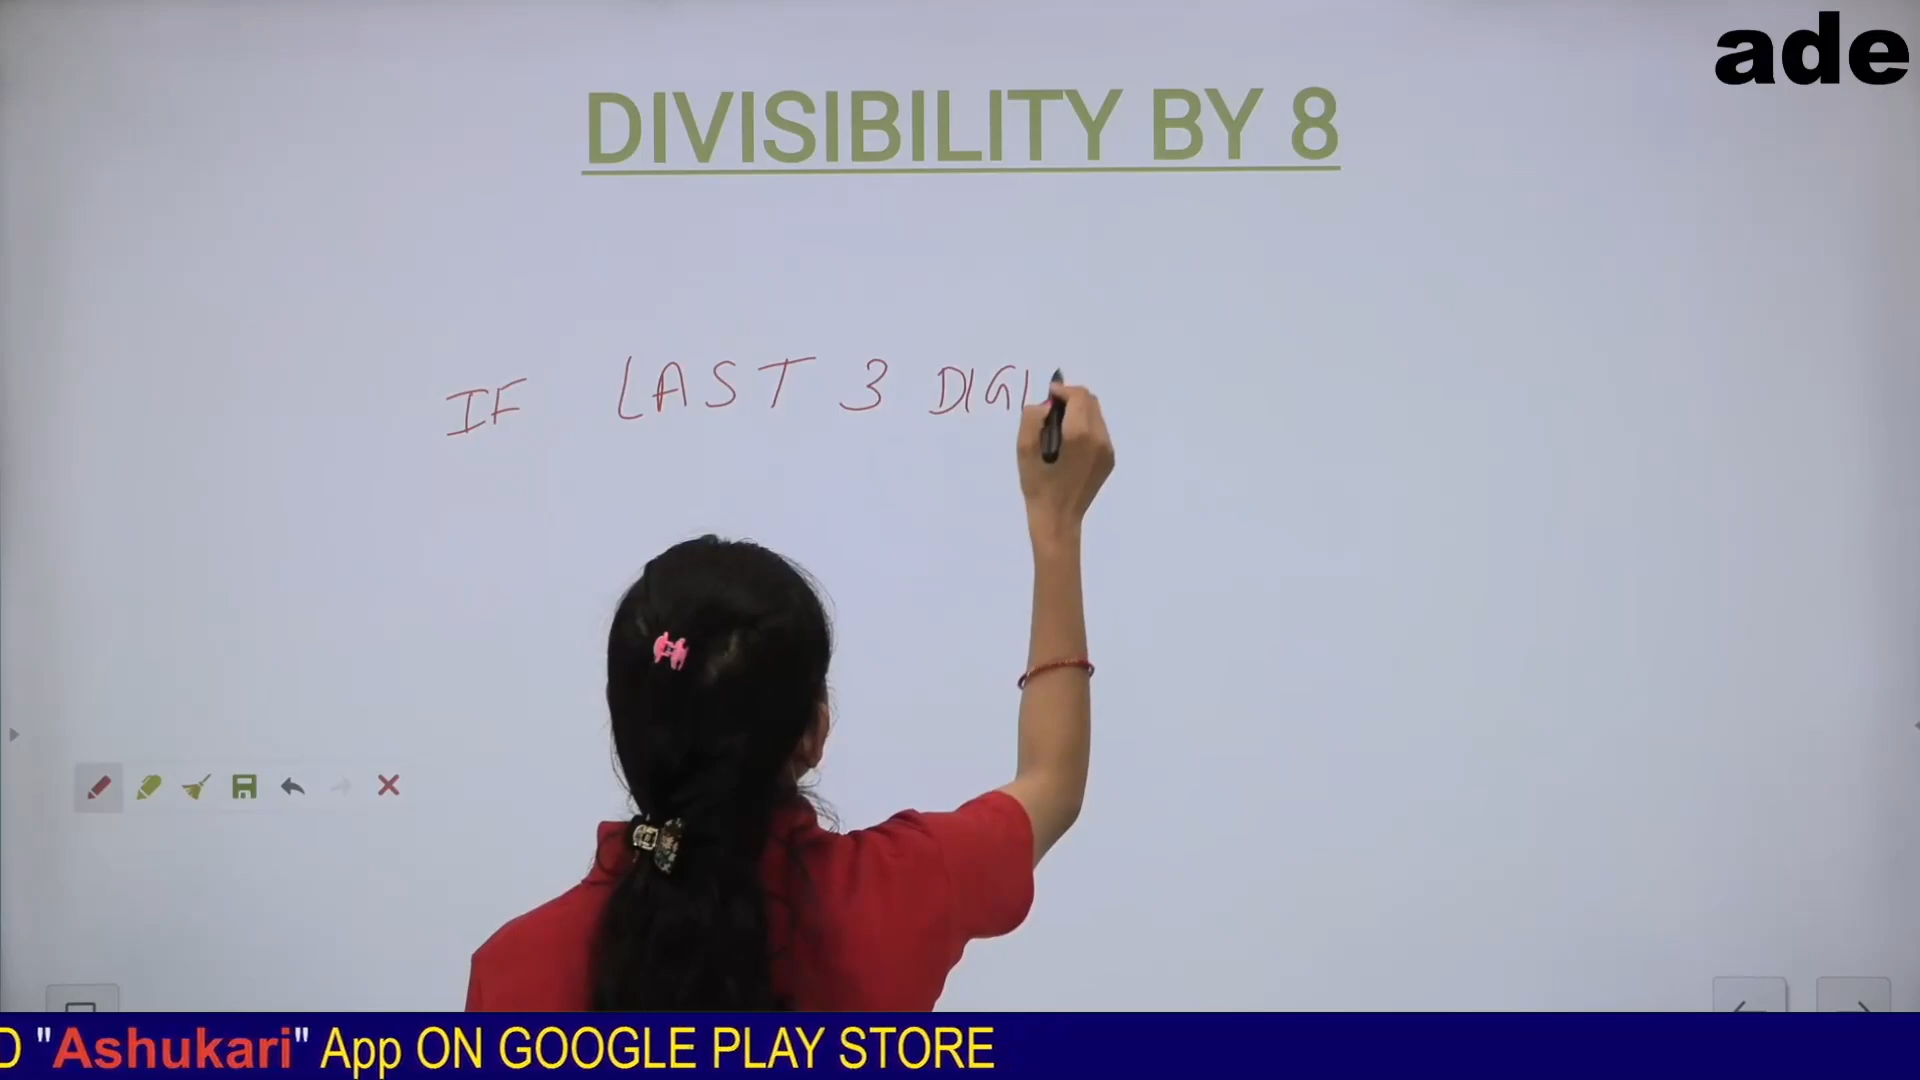 ade
DIVISIBILITY BY 8
IF LAST 3 DIGI
D "Ashukari" App ON GOOGLE PLAY STORE